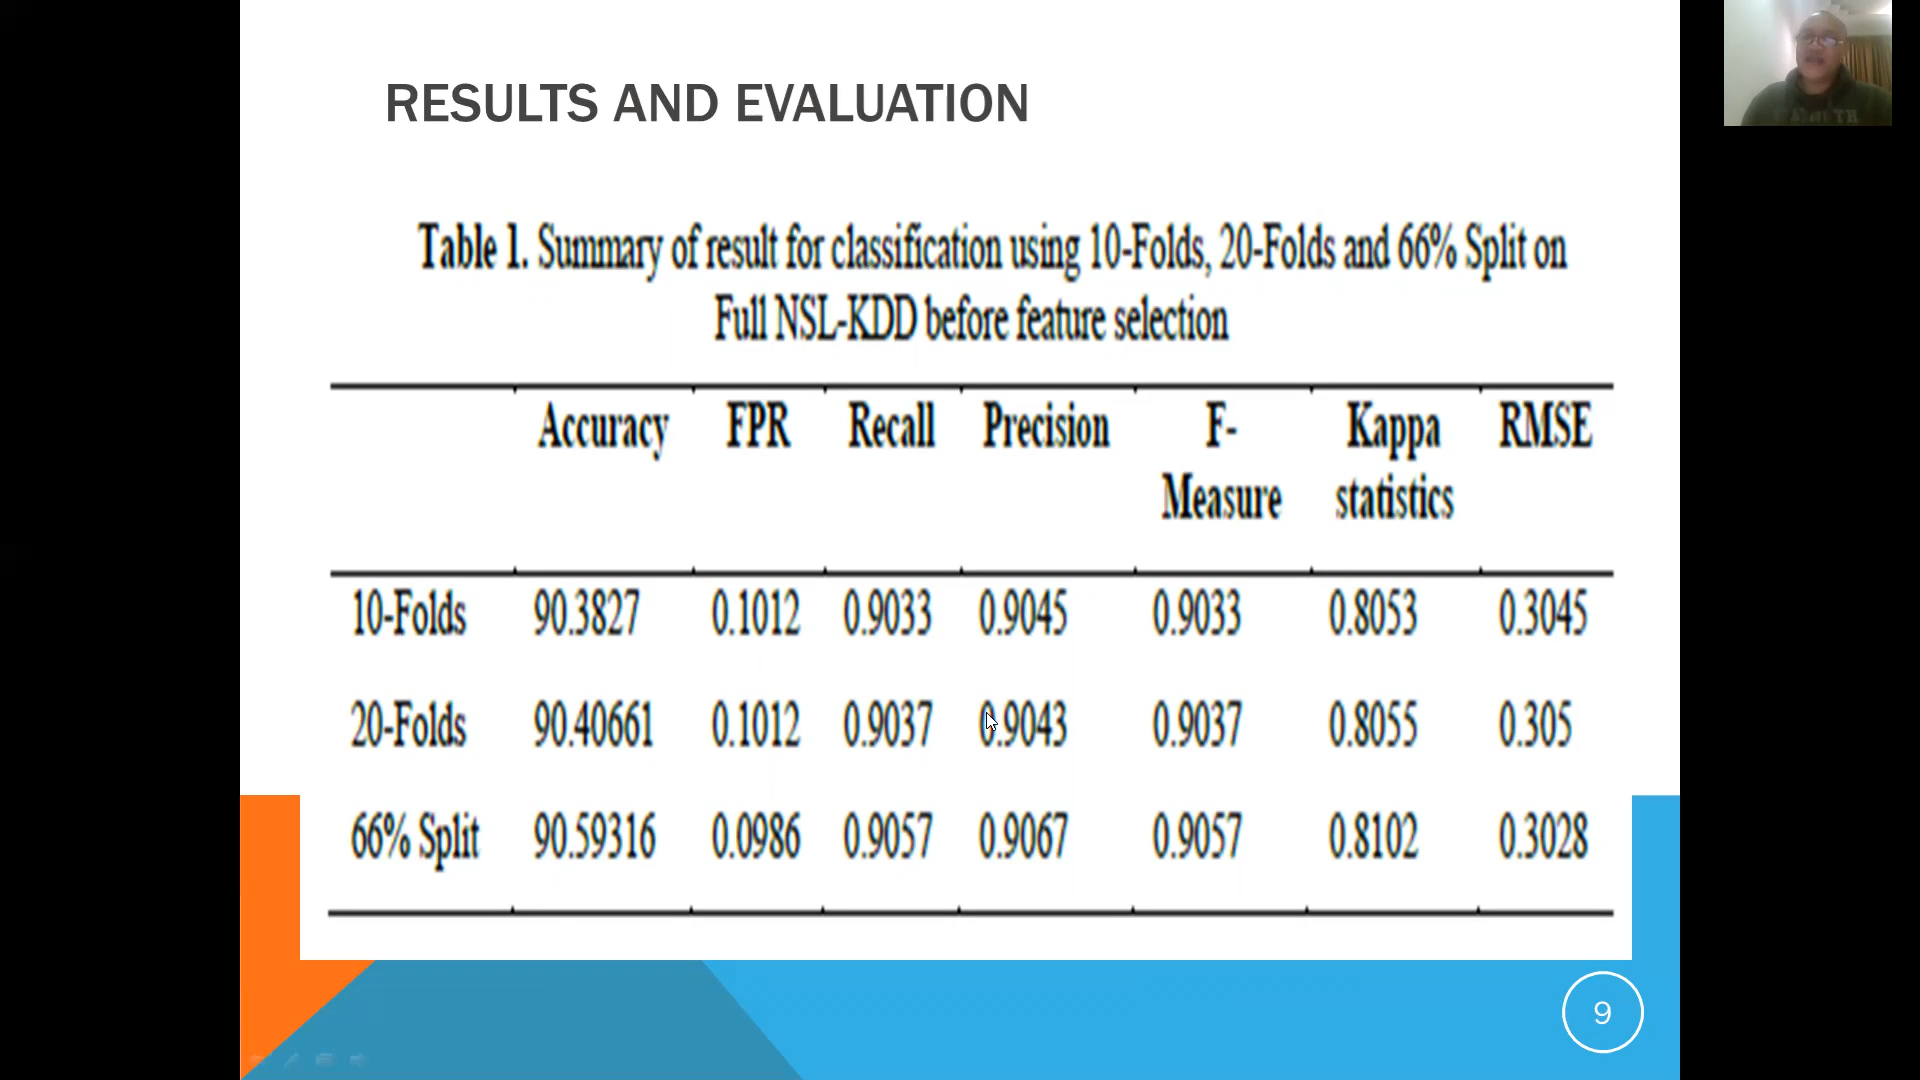 RESULTS AND EVALUATION
Table 1. Summary of result for classification using 10-Folds, 20-Folds and 66% Split on
Full NSL-KDD before feature selection
Accuracy FPR Recall Precision F- Kappa RMSE
Measure statistics
10-Folds 90.3827 0.1012 0.9033 0.9045 0.9033 0.8053 0.3045
20-Folds 90.40661 0.1012 0.9037 0.9043 0.9037 0.8055 0.305
66% Split 90.59316 0.0986 0.9057 0.9067 0.9057 0.8102 0.3028
9